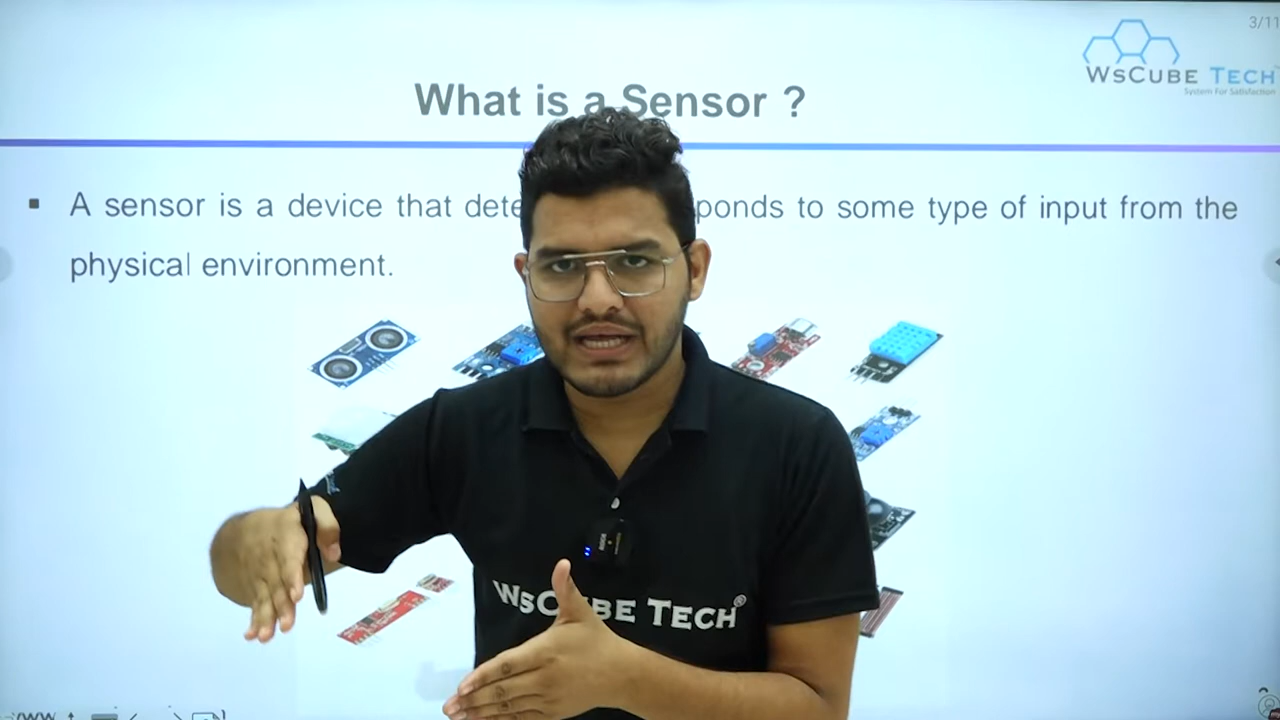 3/11
WsCube Tech
System For Satisfaction
What is a Sensor ?
▪ A sensor is a device that dete ponds to some type of input from the
physical environment.
WsCube Tech®